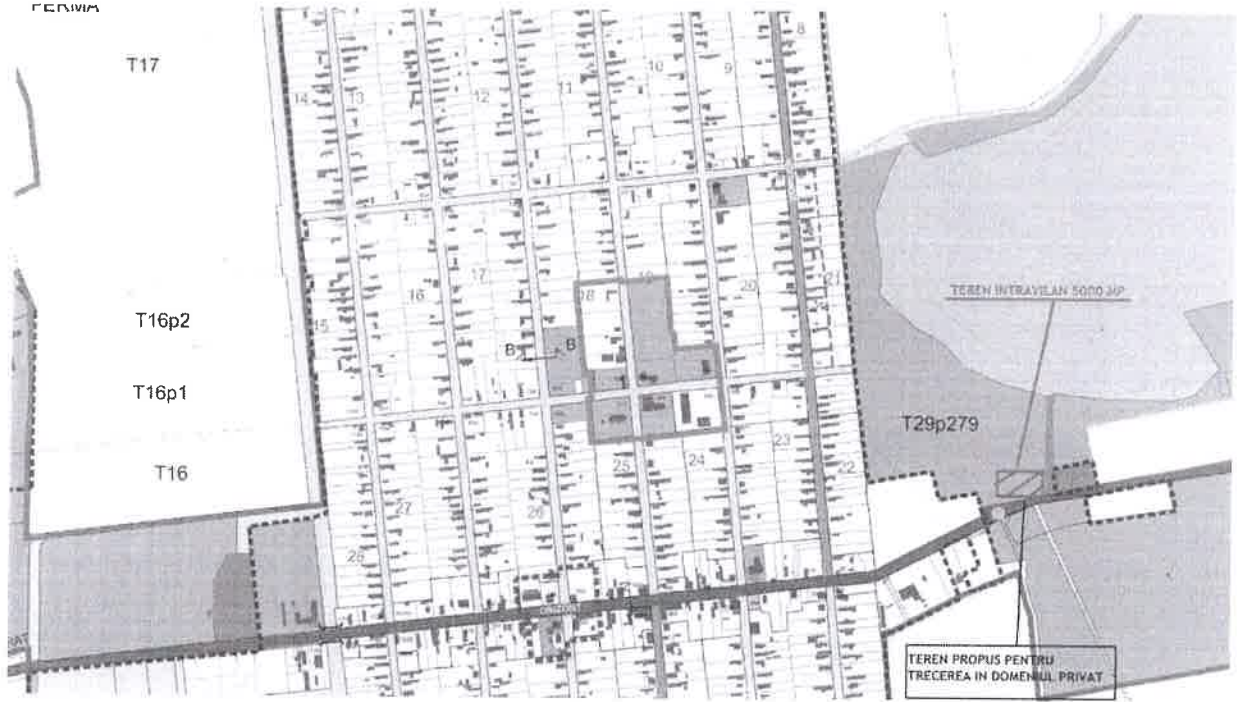 FERMA
T17
8
9
10
11
12
13
14
TEREN INTRAVILAN 5000 MP
T16p2
15
16
17
18
19
20
21
B
B
T16p1
T29p279
T16
22
23
24
25
26
27
28
TEREN PROPUS PENTRU
TRECEREA IN DOMENIUL PRIVAT